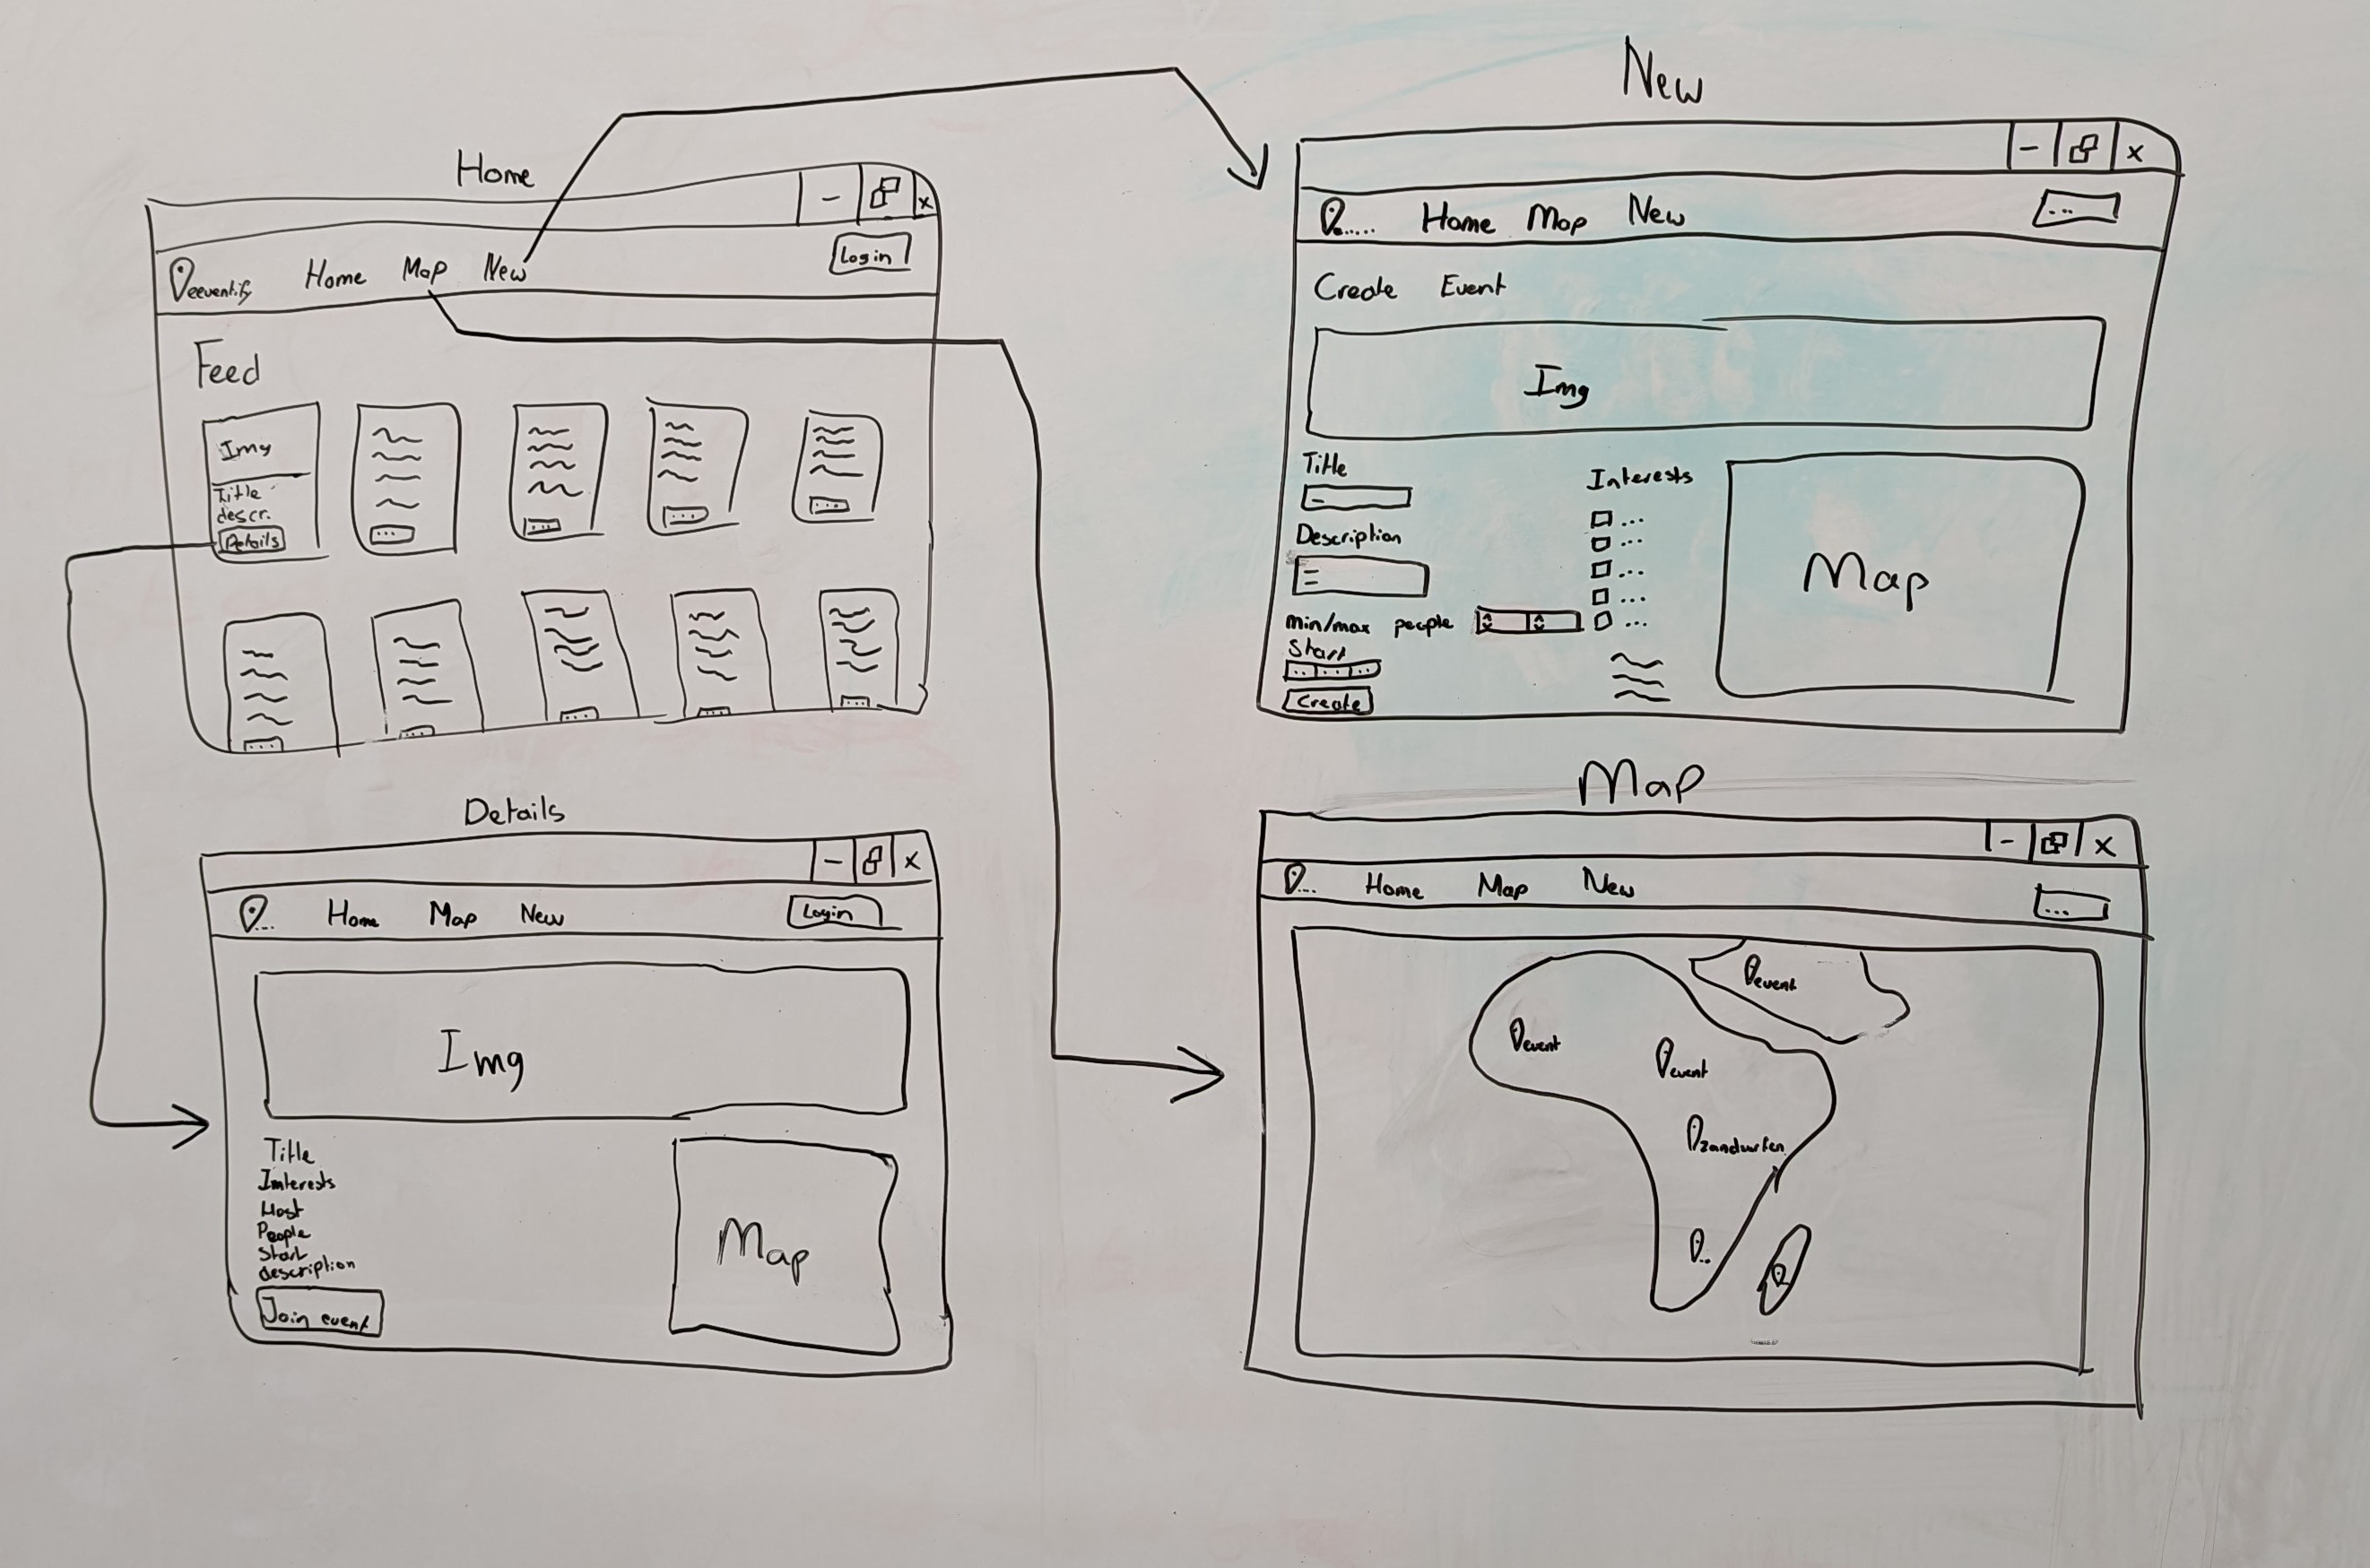 Home
Login
eeventify Home Map New
Feed
Img
Title
descr.
Details
New
Home Map New
Create Event
Img
Title
Description
min/max people
Start
Create
Interests
Map
Details
Home Map New Login
Img
Title
Interests
Host
People
Start
description
Join event
Map
Map
Home Map New
event
event
event